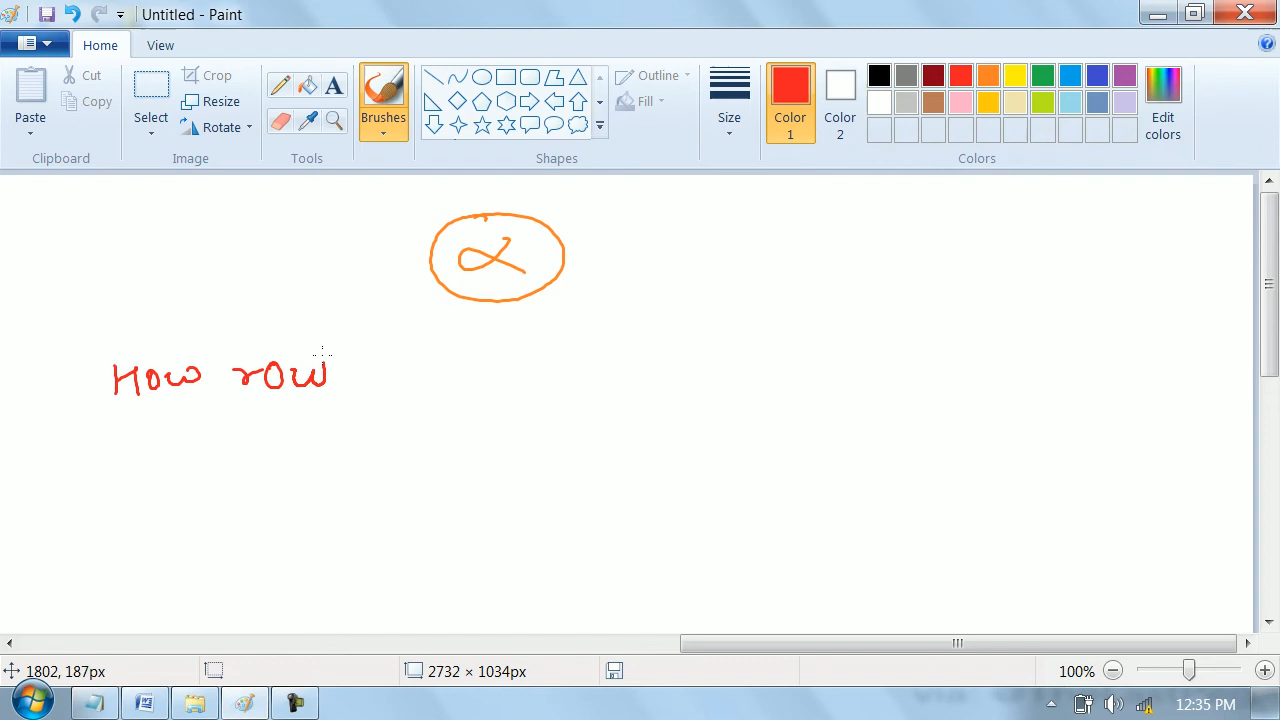 Untitled - Paint
Home View
Cut
Copy
Paste
Clipboard
Select
Crop
Resize
Rotate
Image
A
Tools
Brushes
Shapes
Outline
Fill
Size
Color 1
Color 2
Edit colors
Colors
α
How row
1802, 187px
2732 × 1034px
100%
12:35 PM